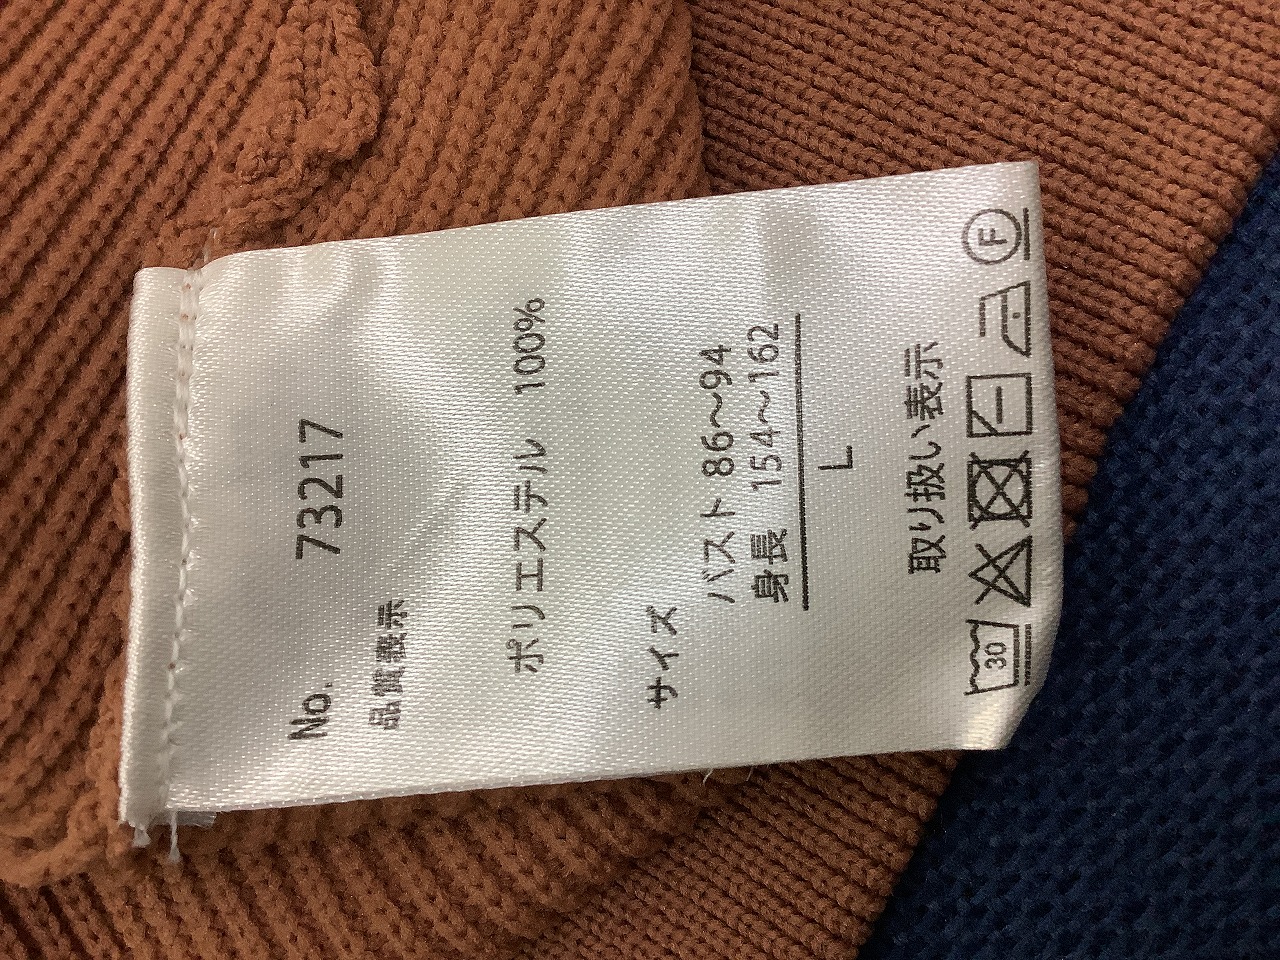 No. 73217
品質表示
ポリエステル 100%
サイズ
バスト 86〜94
身長 154〜162
L
取り扱い表示
30
F